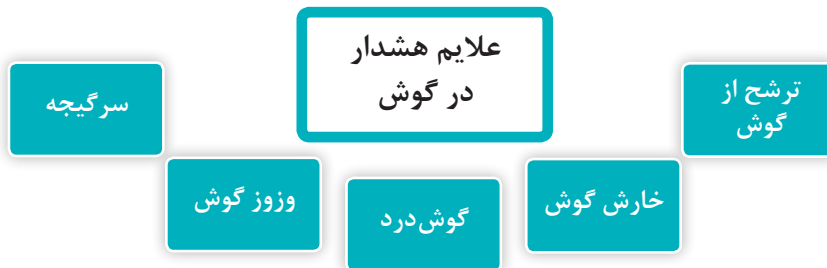 علایم هشدار
در گوش
ترشح از
گوش
خارش گوش
گوش‌درد
وزوز گوش
سرگیجه